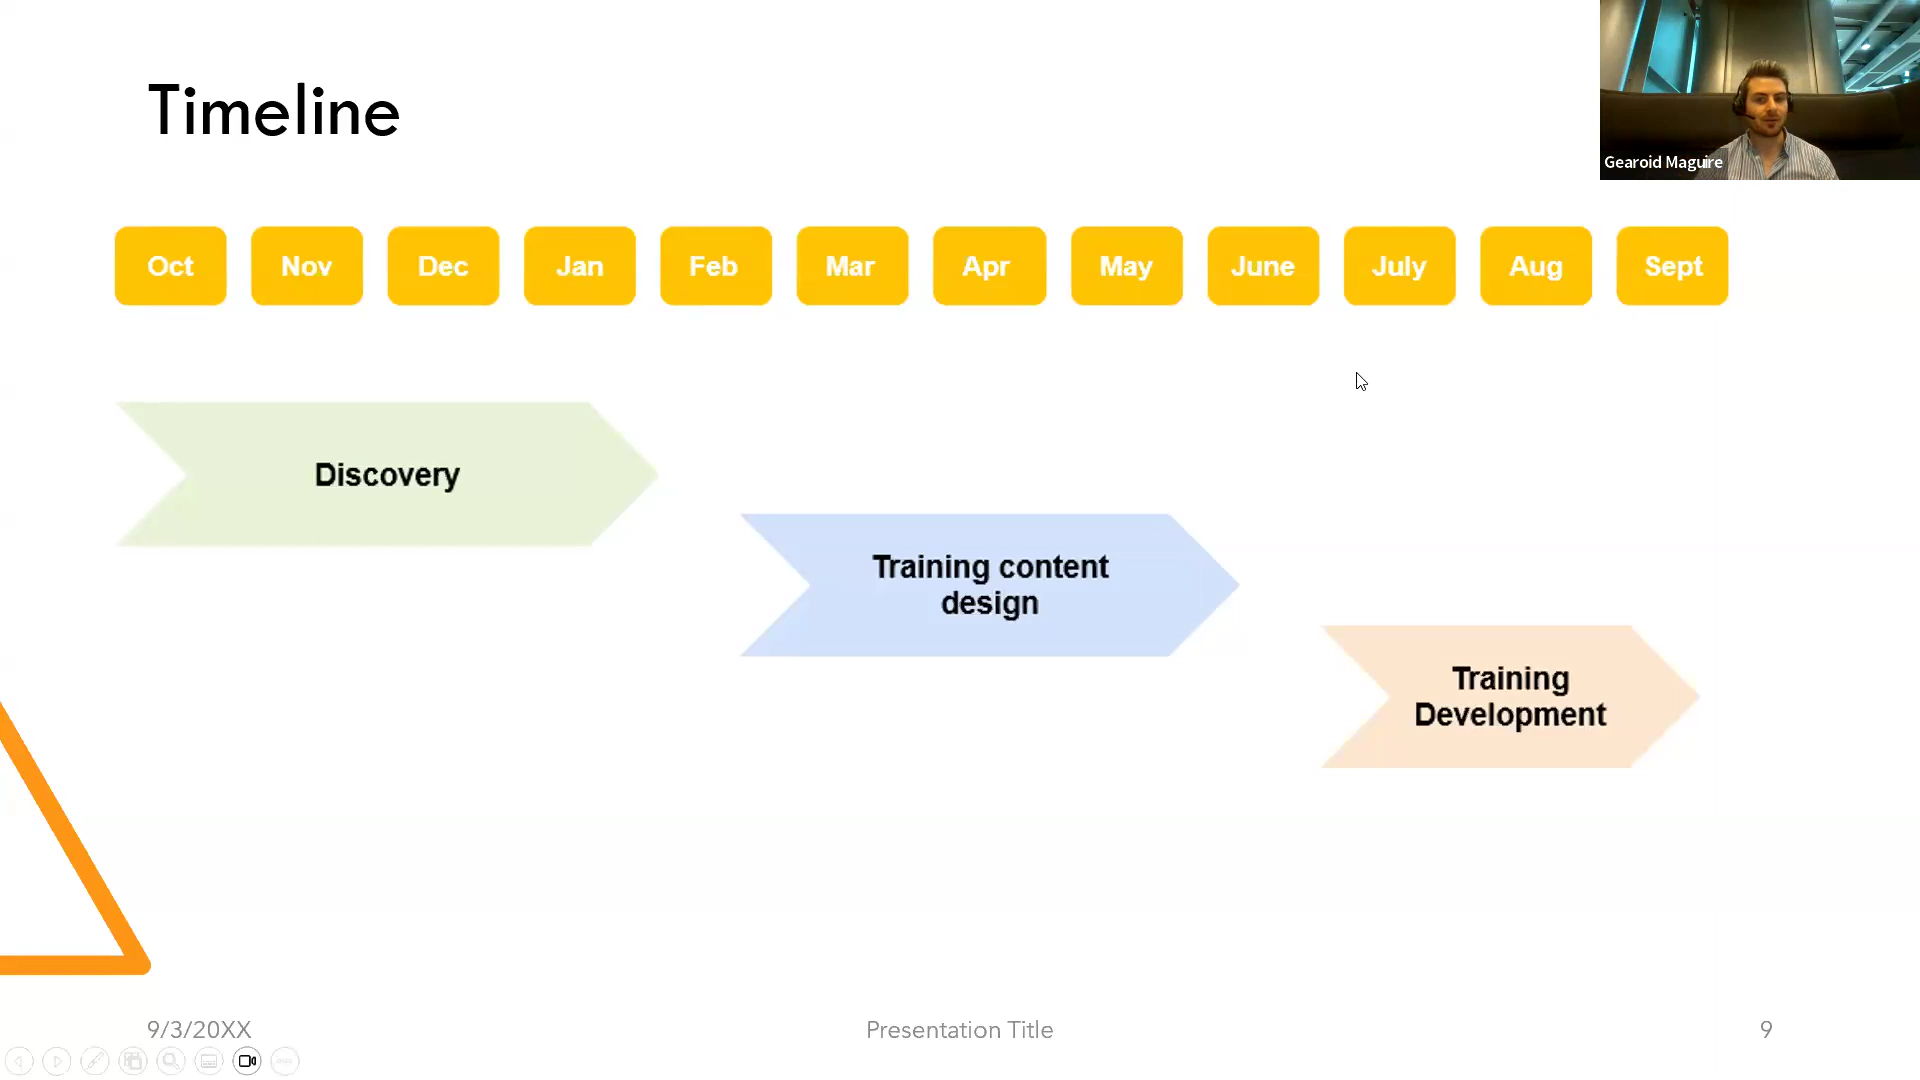 Timeline
Gearoid Maguire
Oct Nov Dec Jan Feb Mar Apr May June July Aug Sept
Discovery
Training content
design
Training
Development
9/3/20XX Presentation Title 9